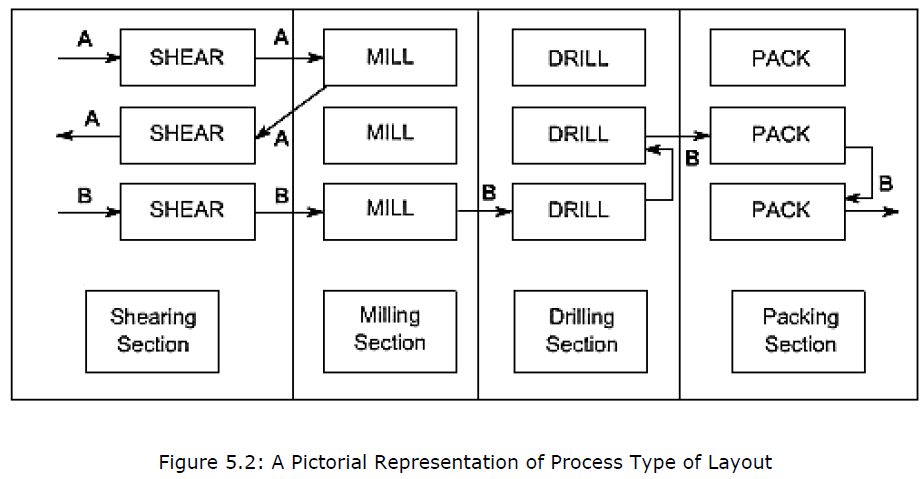 A
SHEAR
A
MILL
DRILL
PACK
A
SHEAR
A
MILL
DRILL
B
PACK
B
SHEAR
B
MILL
B
DRILL
PACK
B
Shearing
Section
Milling
Section
Drilling
Section
Packing
Section
Figure 5.2: A Pictorial Representation of Process Type of Layout